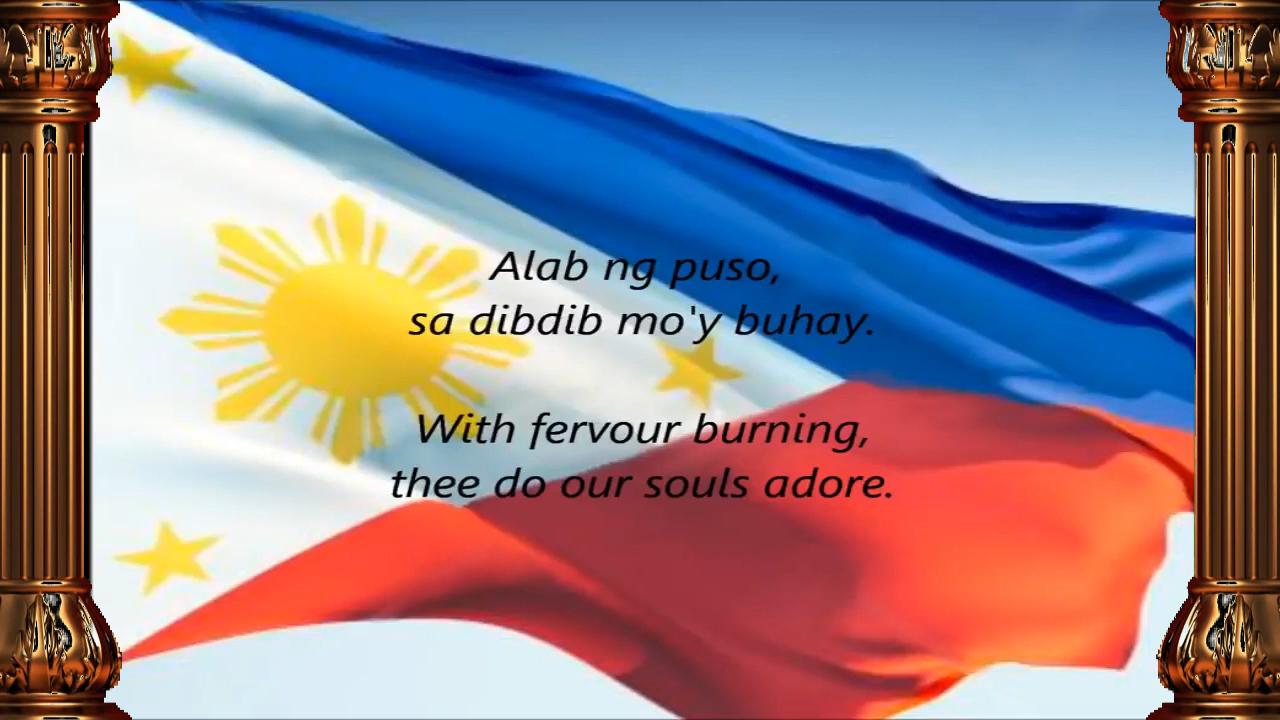 Alab ng puso,
sa dibdib mo'y buhay.
With fervour burning,
thee do our souls adore.